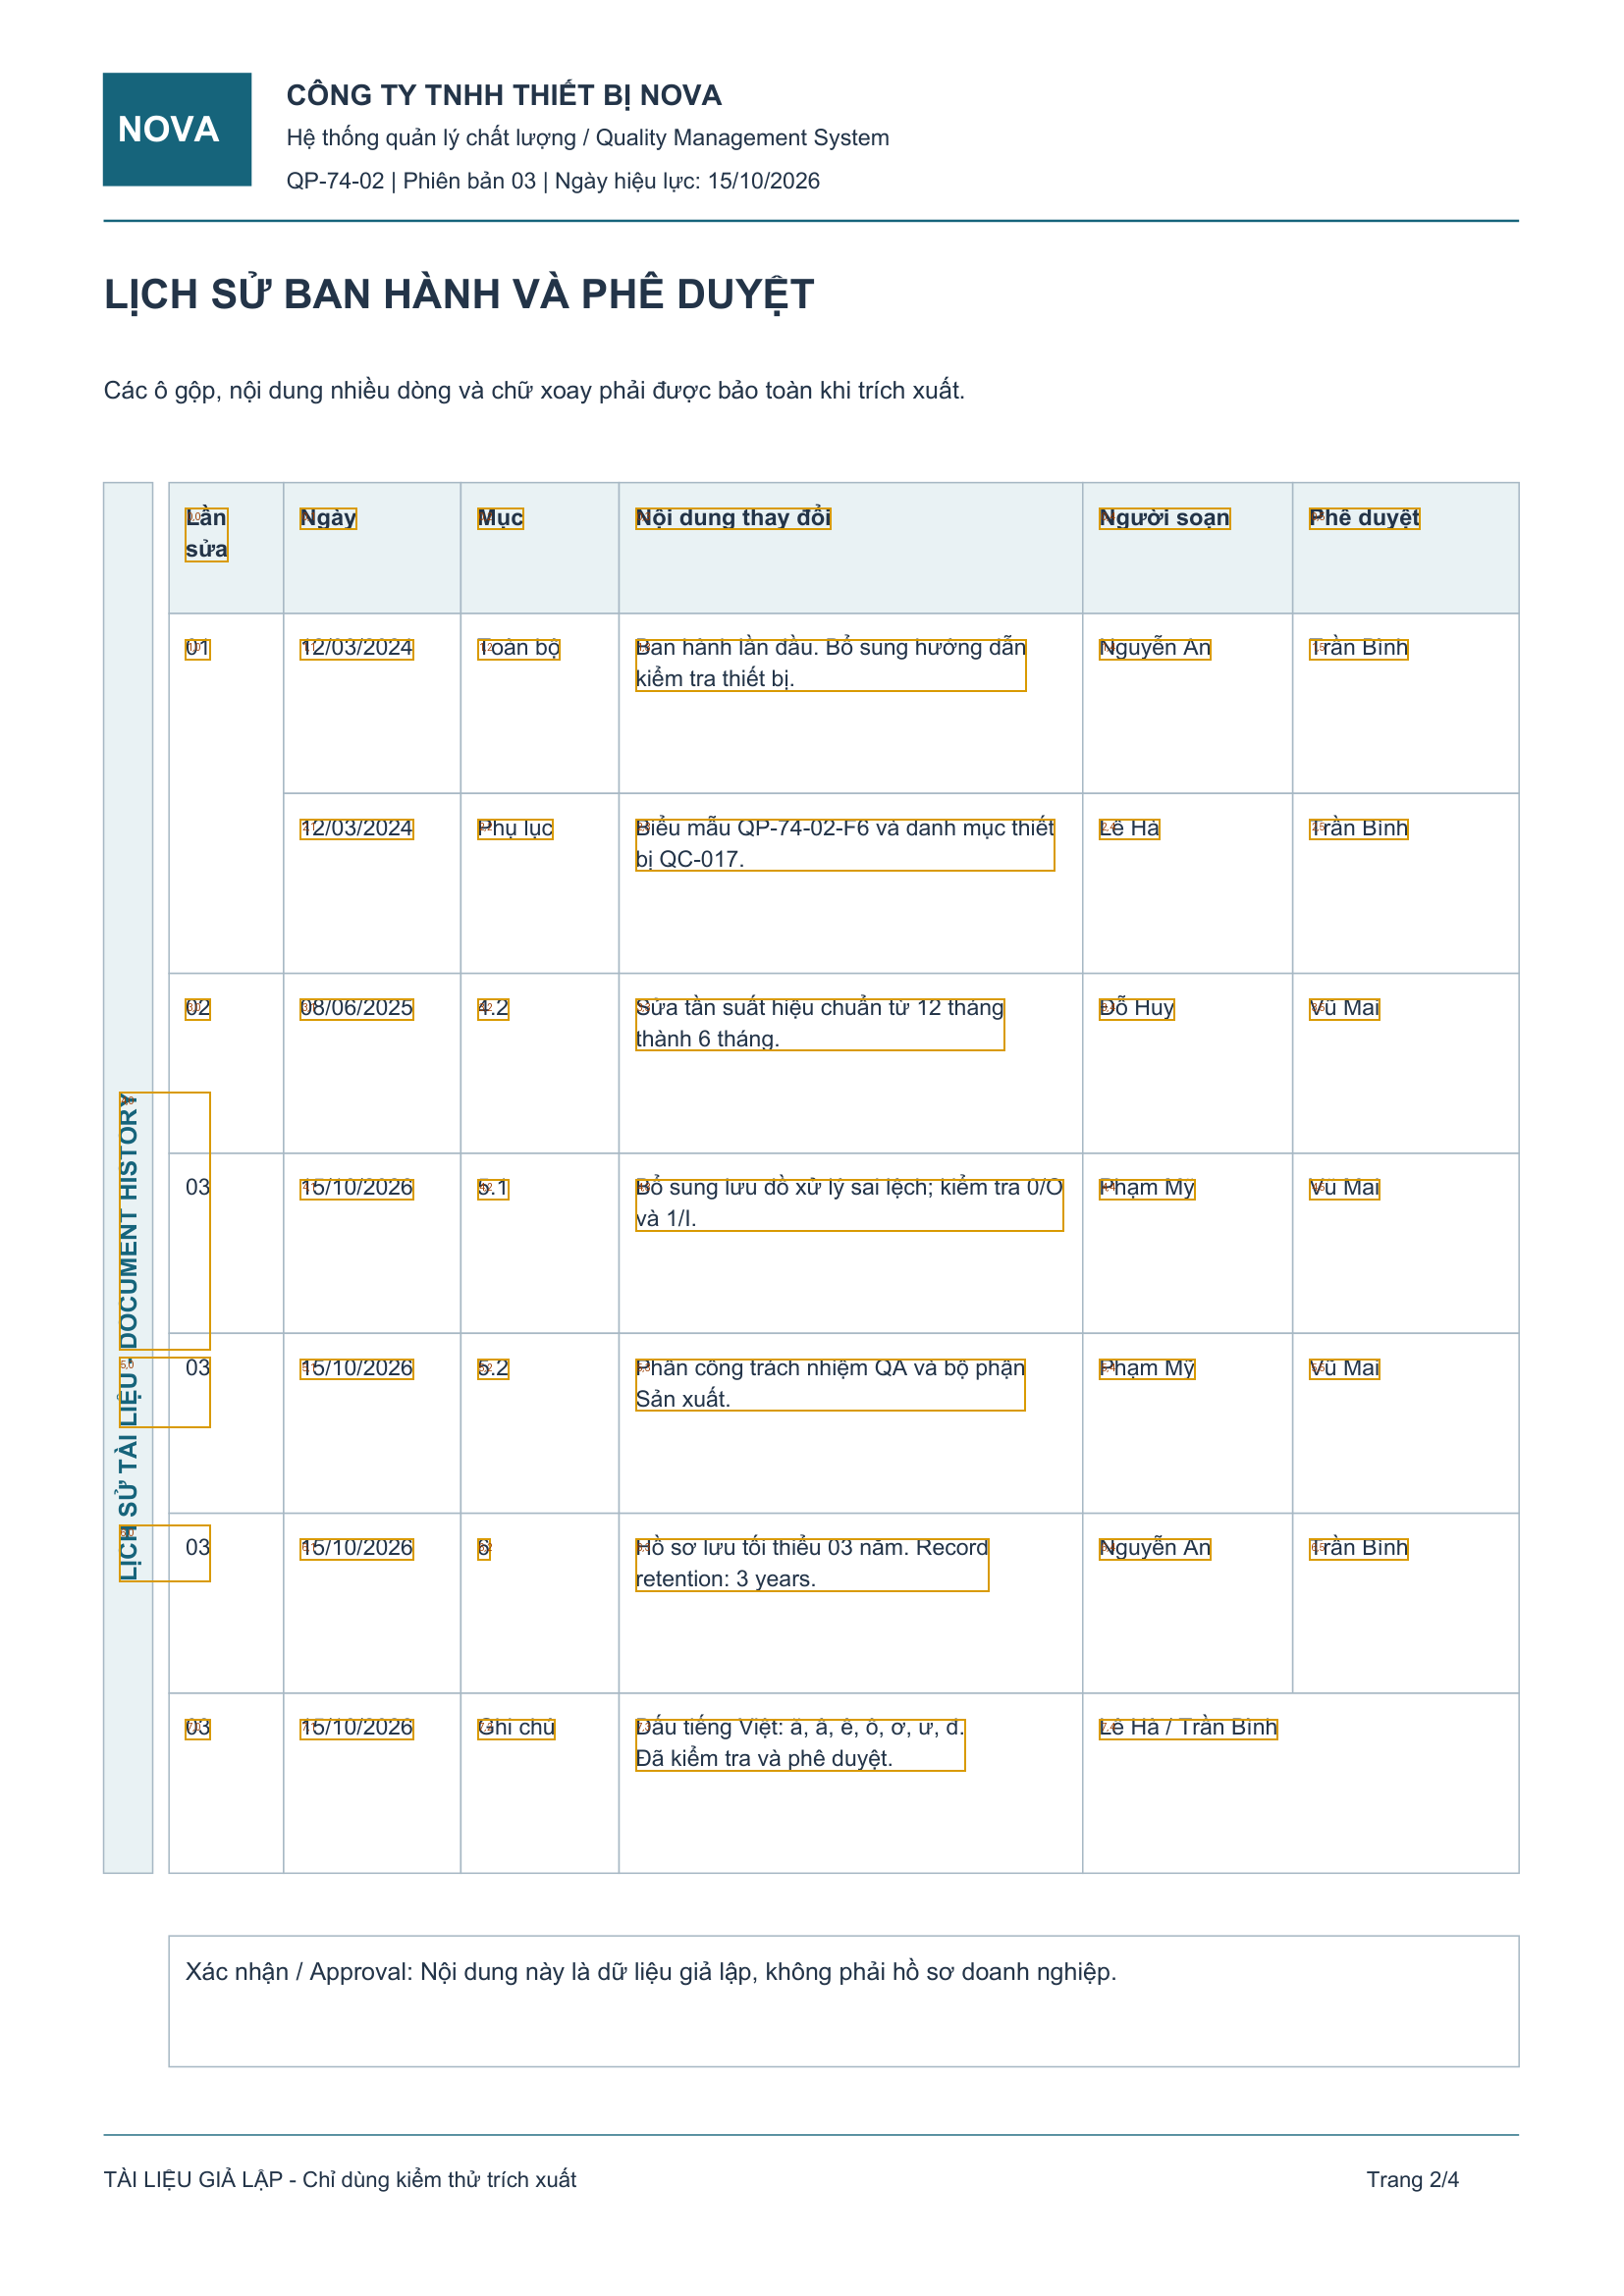 NOVA
CÔNG TY TNHH THIẾT BỊ NOVA
Hệ thống quản lý chất lượng / Quality Management System
QP-74-02 | Phiên bản 03 | Ngày hiệu lực: 15/10/2026
LỊCH SỬ BAN HÀNH VÀ PHÊ DUYỆT
Các ô gộp, nội dung nhiều dòng và chữ xoay phải được bảo toàn khi trích xuất.
LỊCH SỬ TÀI LIỆU • DOCUMENT HISTORY
Lần
sửa
Ngày
Mục
Nội dung thay đổi
Người soạn
Phê duyệt
01
12/03/2024
Toàn bộ
Ban hành lần đầu. Bổ sung hướng dẫn
kiểm tra thiết bị.
Nguyễn An
Trần Bình
12/03/2024
Phụ lục
Biểu mẫu QP-74-02-F6 và danh mục thiết
bị QC-017.
Lê Hà
Trần Bình
02
08/06/2025
4.2
Sửa tần suất hiệu chuẩn từ 12 tháng
thành 6 tháng.
Đỗ Huy
Vũ Mai
03
15/10/2026
5.1
Bổ sung lưu đồ xử lý sai lệch; kiểm tra 0/O
và 1/I.
Phạm Mỹ
Vũ Mai
03
15/10/2026
5.2
Phân công trách nhiệm QA và bộ phận
Sản xuất.
Phạm Mỹ
Vũ Mai
03
15/10/2026
6
Hồ sơ lưu tối thiểu 03 năm. Record
retention: 3 years.
Nguyễn An
Trần Bình
03
15/10/2026
Ghi chú
Dấu tiếng Việt: ă, â, ê, ô, ơ, ư, đ.
Đã kiểm tra và phê duyệt.
Lê Hà / Trần Bình
Xác nhận / Approval: Nội dung này là dữ liệu giả lập, không phải hồ sơ doanh nghiệp.
TÀI LIỆU GIẢ LẬP - Chỉ dùng kiểm thử trích xuất
Trang 2/4